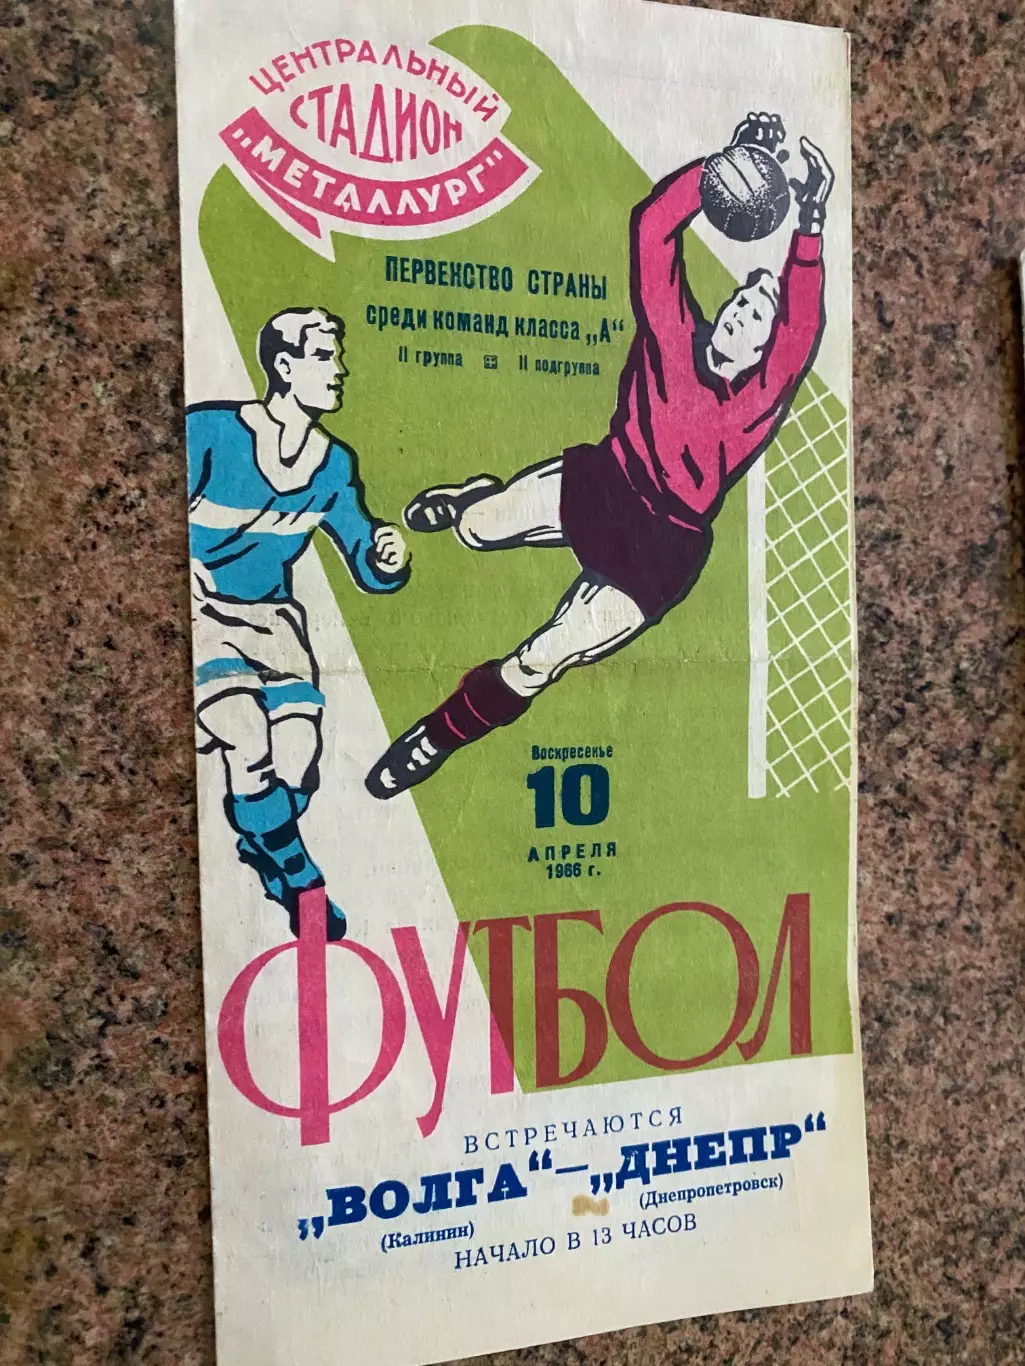 ЦЕНТРАЛЬНЫЙ
СТАДИОН
„МЕТАЛЛУРГ"
ПЕРВЕНСТВО СТРАНЫ
среди команд класса „А"
II группа II подгруппа
Воскресенье
10
АПРЕЛЯ
1966 г.
ФУТБОЛ
ВСТРЕЧАЮТСЯ
„ВОЛГА"—„ДНЕПР"
(Калинин) (Днепропетровск)
НАЧАЛО В 13 ЧАСОВ